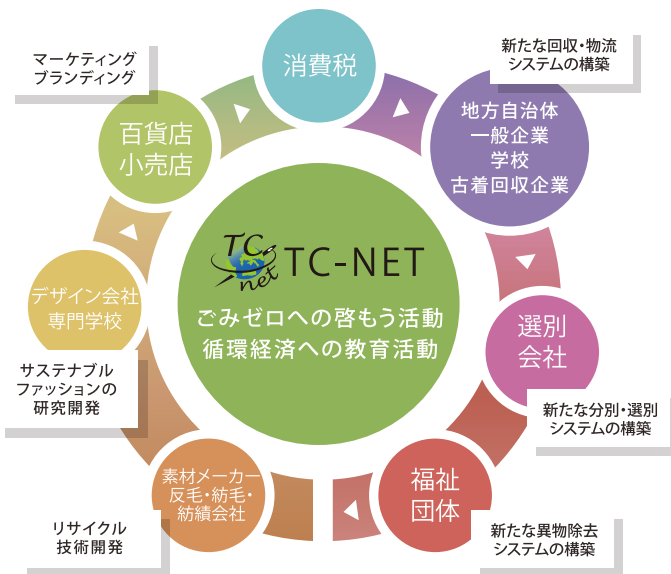 消費税
新たな回収・物流
システムの構築
地方自治体
一般企業
学校
古着回収企業
選別
会社
新たな分別・選別
システムの構築
福祉
団体
新たな異物除去
システムの構築
素材メーカー
反毛・紡毛・
紡績会社
リサイクル
技術開発
デザイン会社
専門学校
サステナブル
ファッションの
研究開発
百貨店
小売店
マーケティング
ブランディング
TC
net
TC-NET
ごみゼロへの啓もう活動
循環経済への教育活動